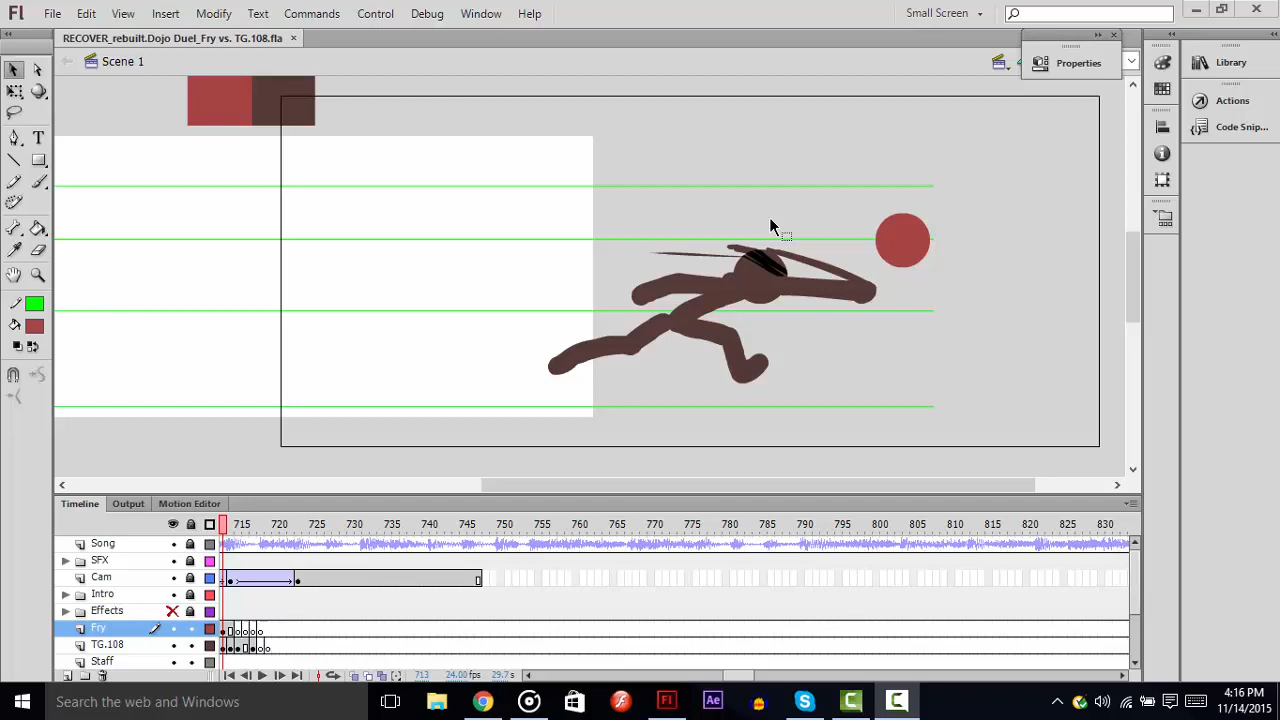 Fl File Edit View Insert Modify Text Commands Control Debug Window Help Small Screen
RECOVER_rebuilt.Dojo Duel_Fry vs. TG.108.fla ×
Scene 1
Properties
Library
Actions
Code Snip...
Timeline Output Motion Editor
715 720 725 730 735 740 745 750 755 760 765 770 775 780 785 790 795 800 805 810 815 820 825 830
Song
SFX
Cam
Intro
Effects
Fry
TG.108
Staff
712 24.00 fps 29.7 s
Search the web and Windows
Fl
Ae
4:16 PM
11/14/2015